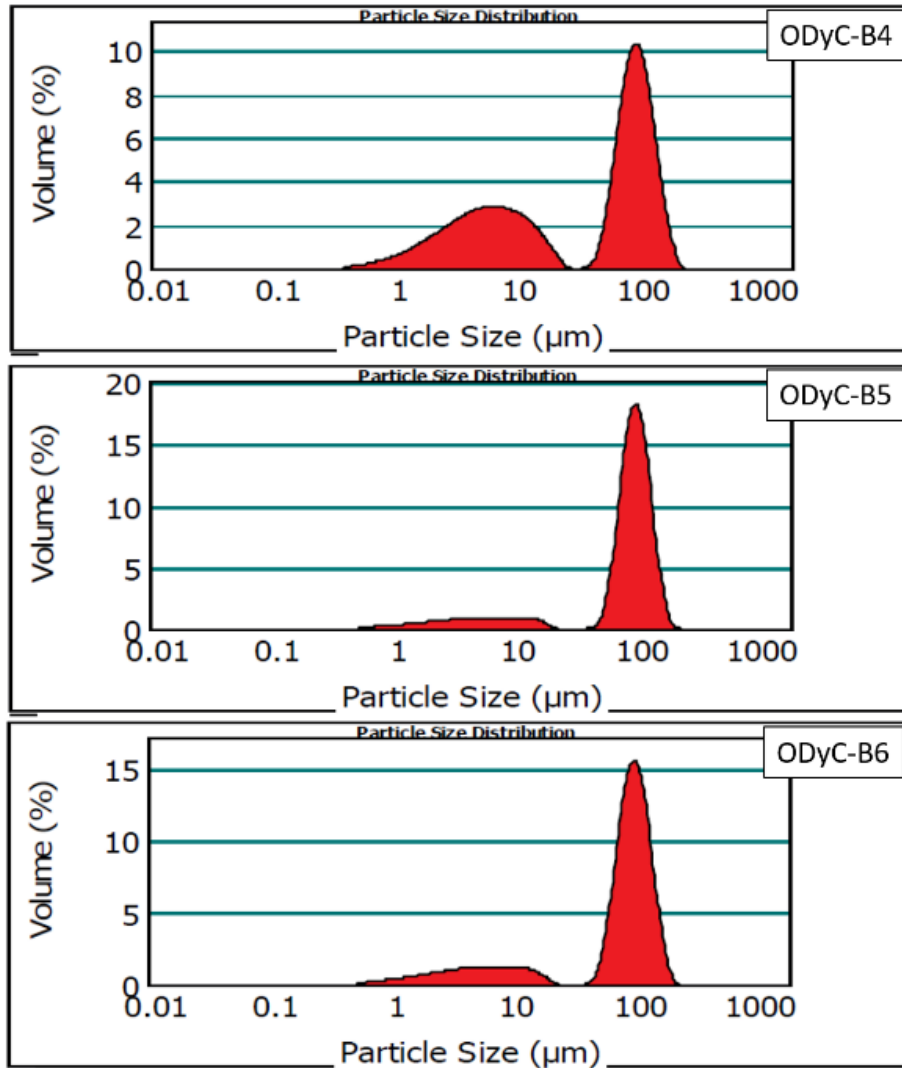 Particle Size Distribution
ODyC-B4
Volume (%)
10
8
6
4
2
0
0.01 0.1 1 10 100 1000
Particle Size (µm)
Particle Size Distribution
ODyC-B5
Volume (%)
20
15
10
5
0
0.01 0.1 1 10 100 1000
Particle Size (µm)
Particle Size Distribution
ODyC-B6
Volume (%)
15
10
5
0
0.01 0.1 1 10 100 1000
Particle Size (µm)